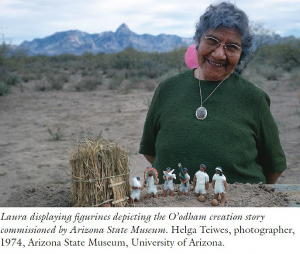 Laura displaying figurines depicting the O'odham creation story
commissioned by Arizona State Museum. Helga Teiwes, photographer,
1974, Arizona State Museum, University of Arizona.